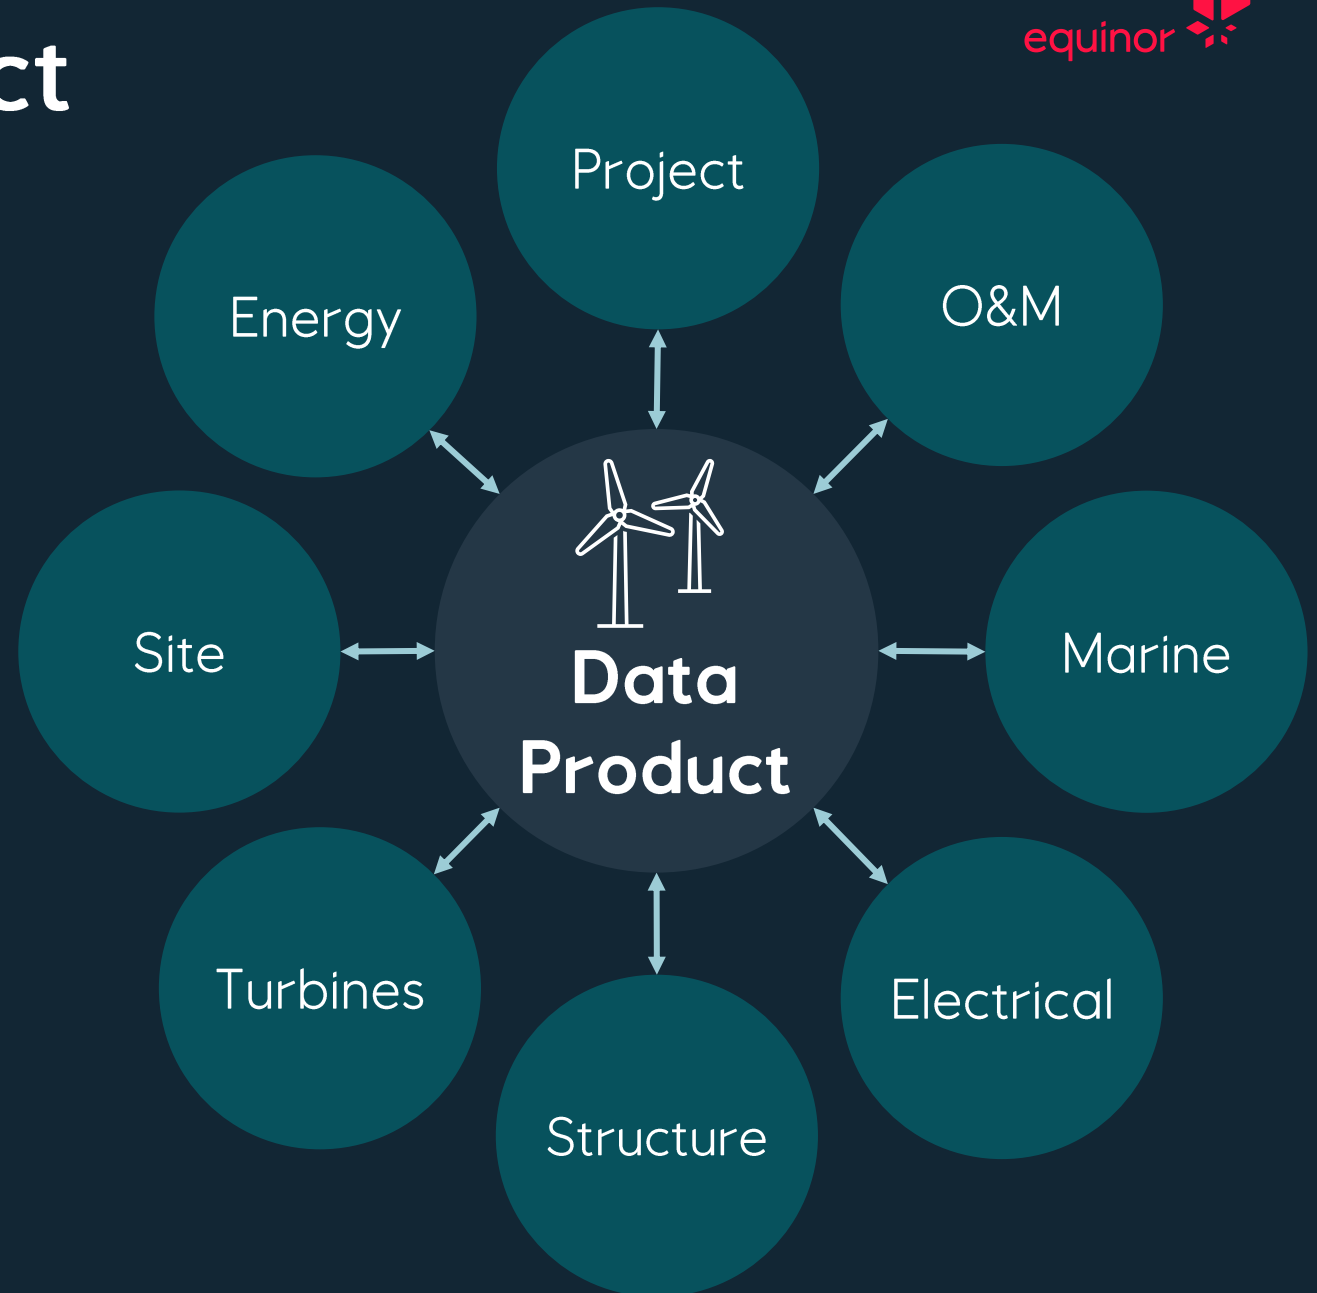 ct
equinor
Project
Energy
O&M
Site
Data
Product
Marine
Turbines
Electrical
Structure